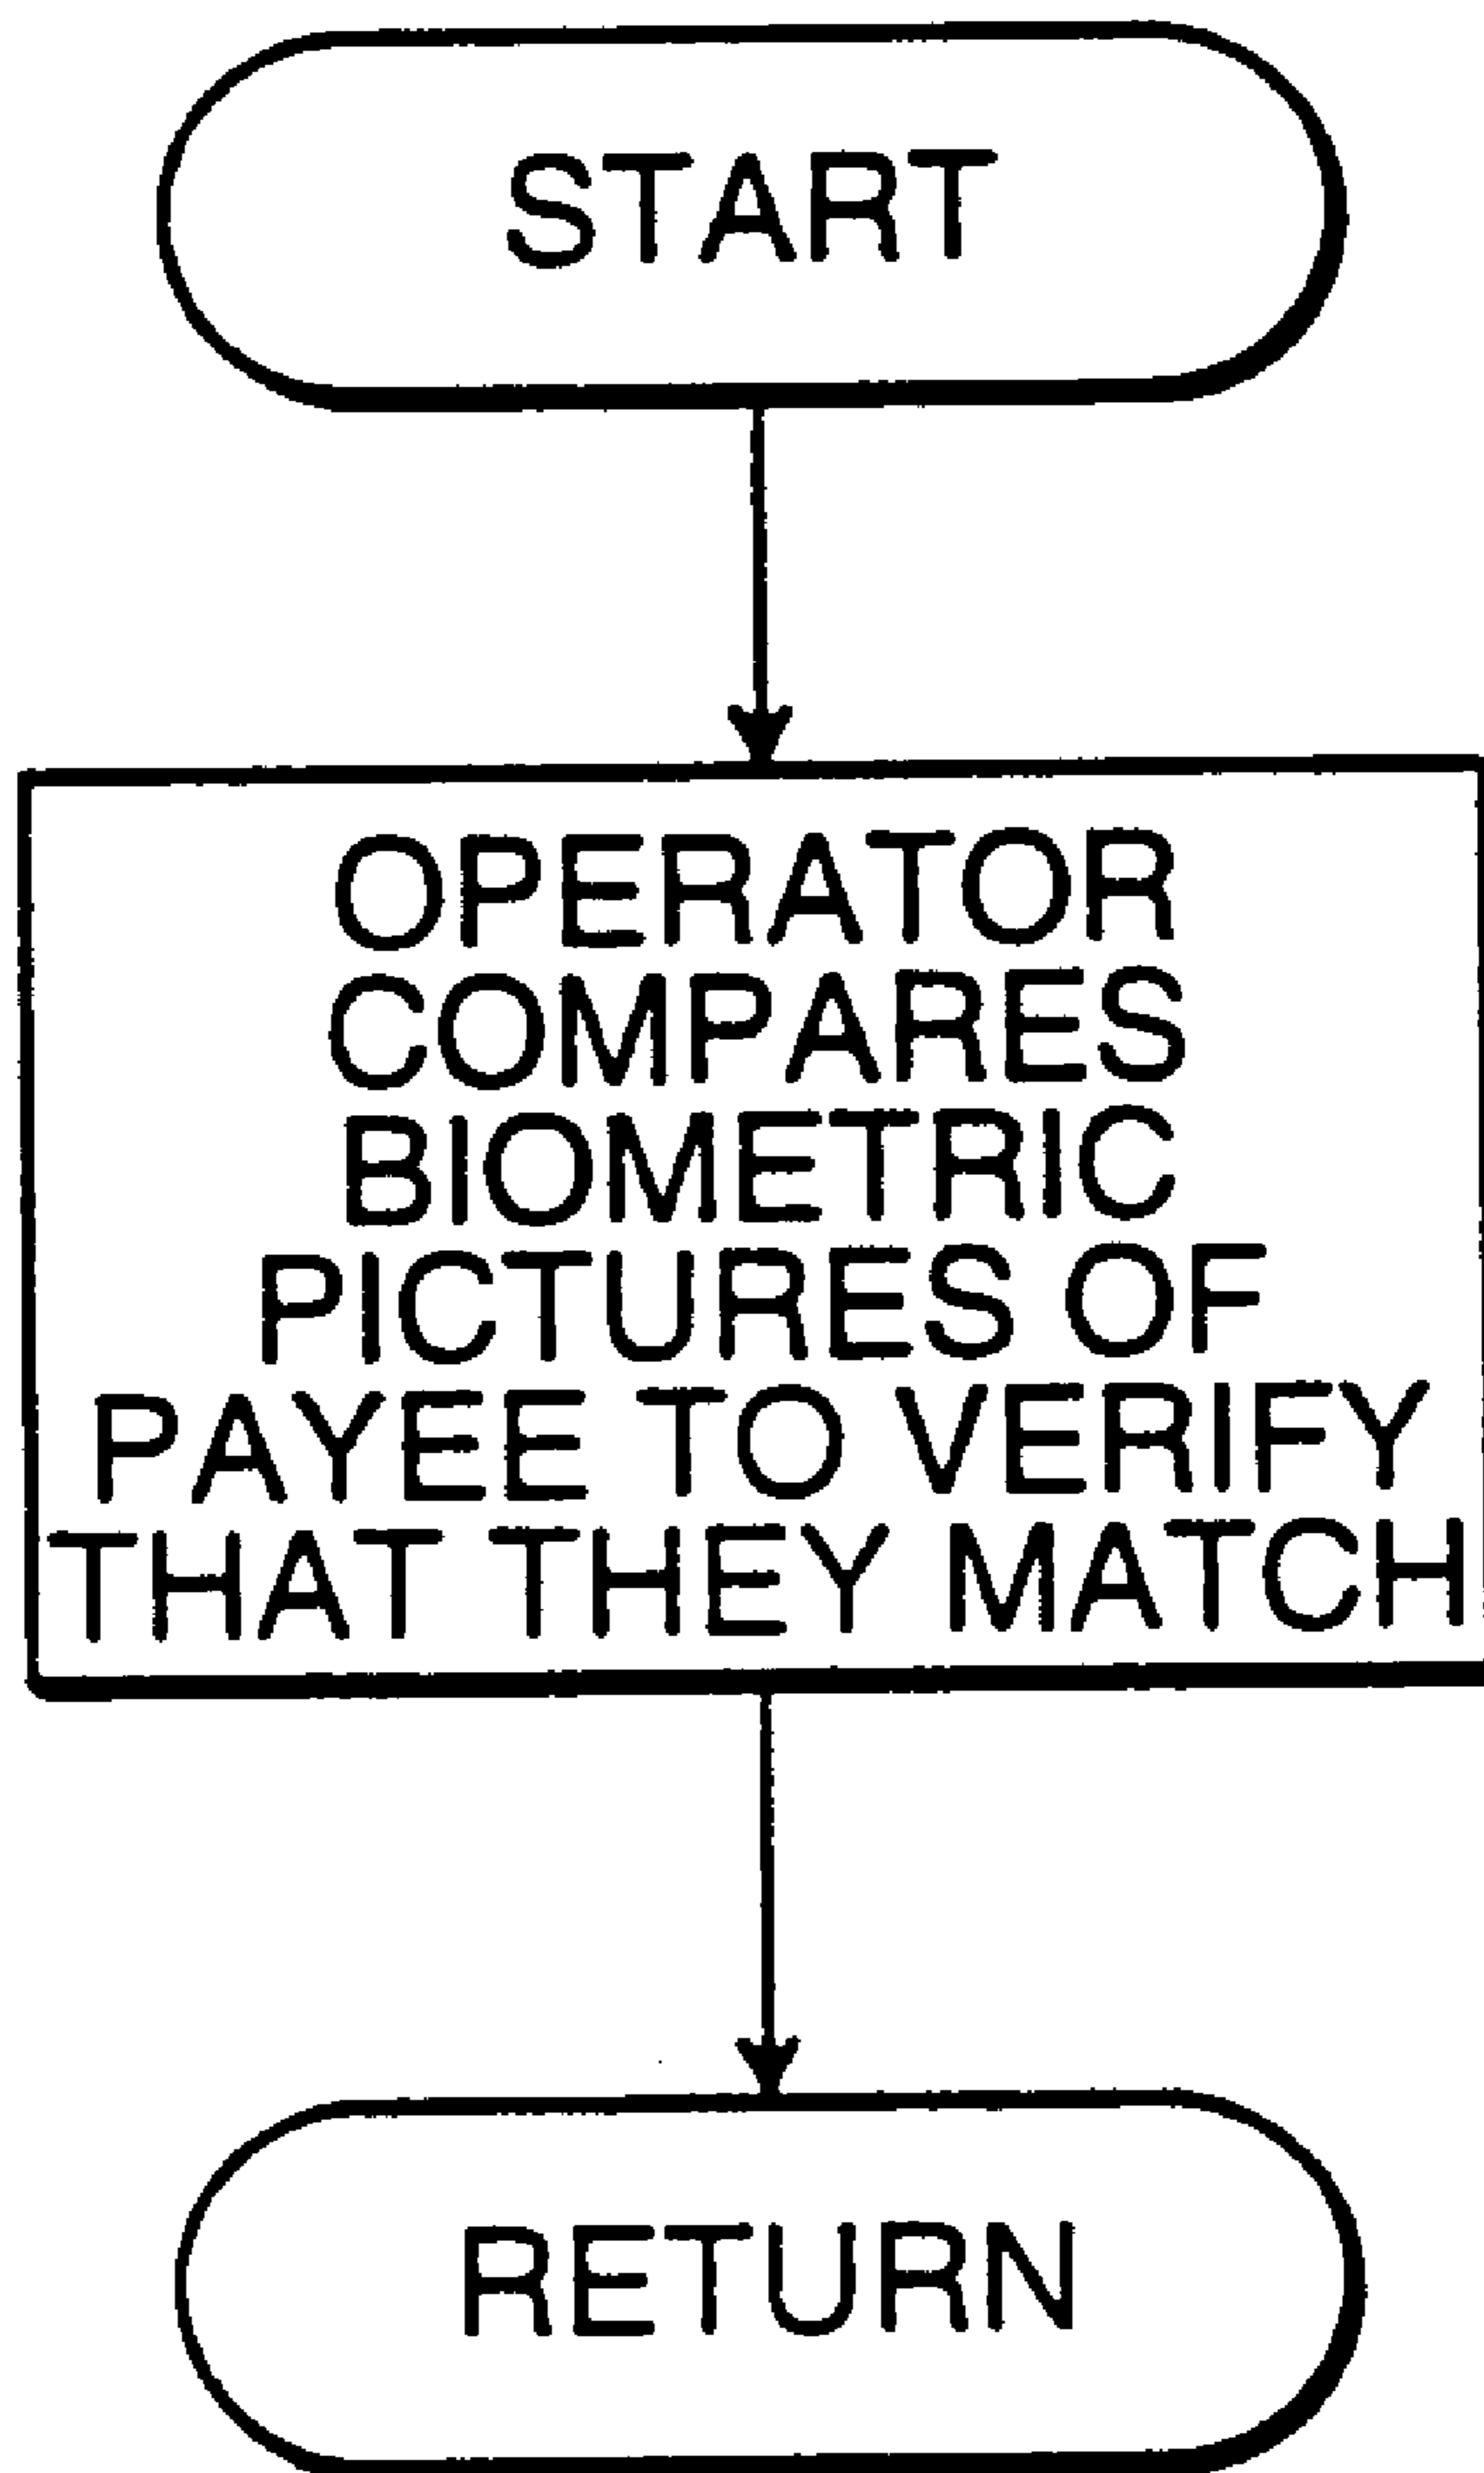 START
OPERATOR
COMPARES
BIOMETRIC
PICTURES OF
PAYEE TO VERIFY
THAT THEY MATCH
RETURN